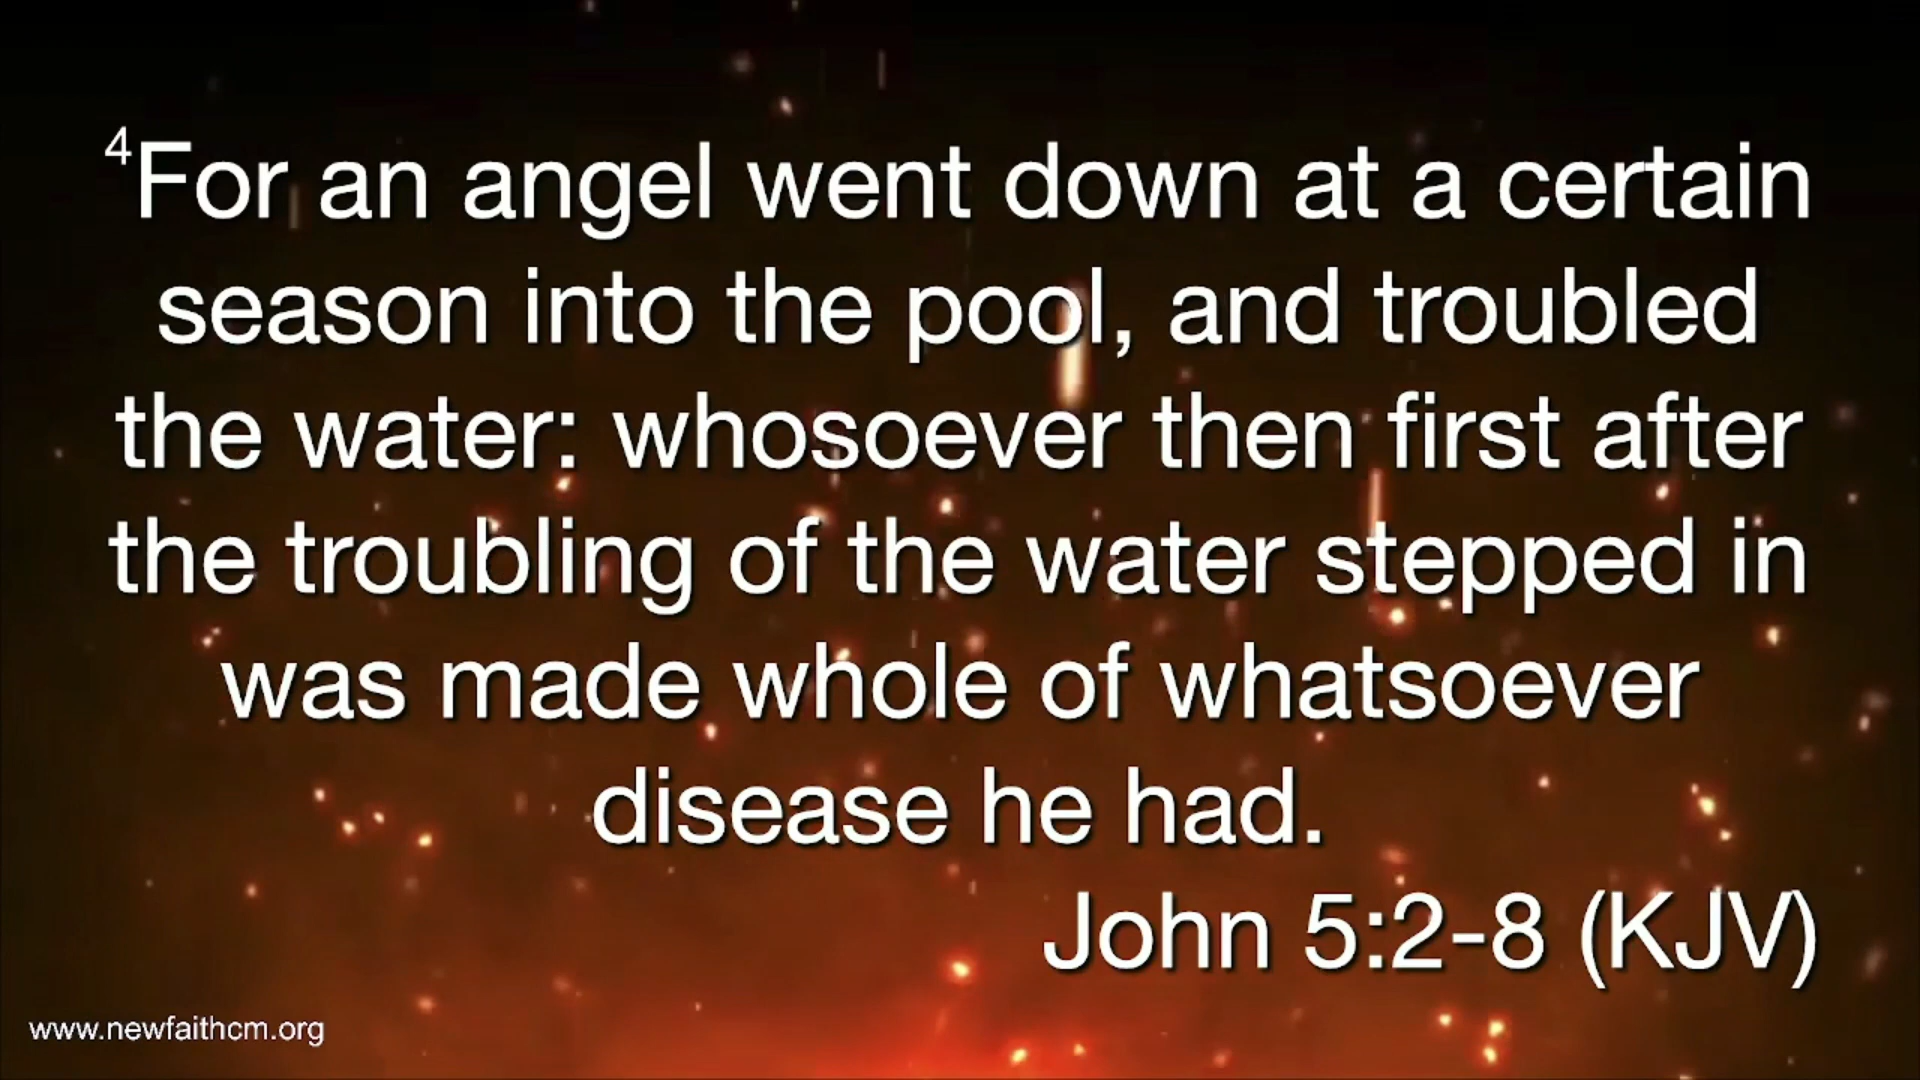 4For an angel went down at a certain
season into the pool, and troubled
the water: whosoever then first after
the troubling of the water stepped in
was made whole of whatsoever
disease he had.
John 5:2-8 (KJV)
www.newfaithcm.org